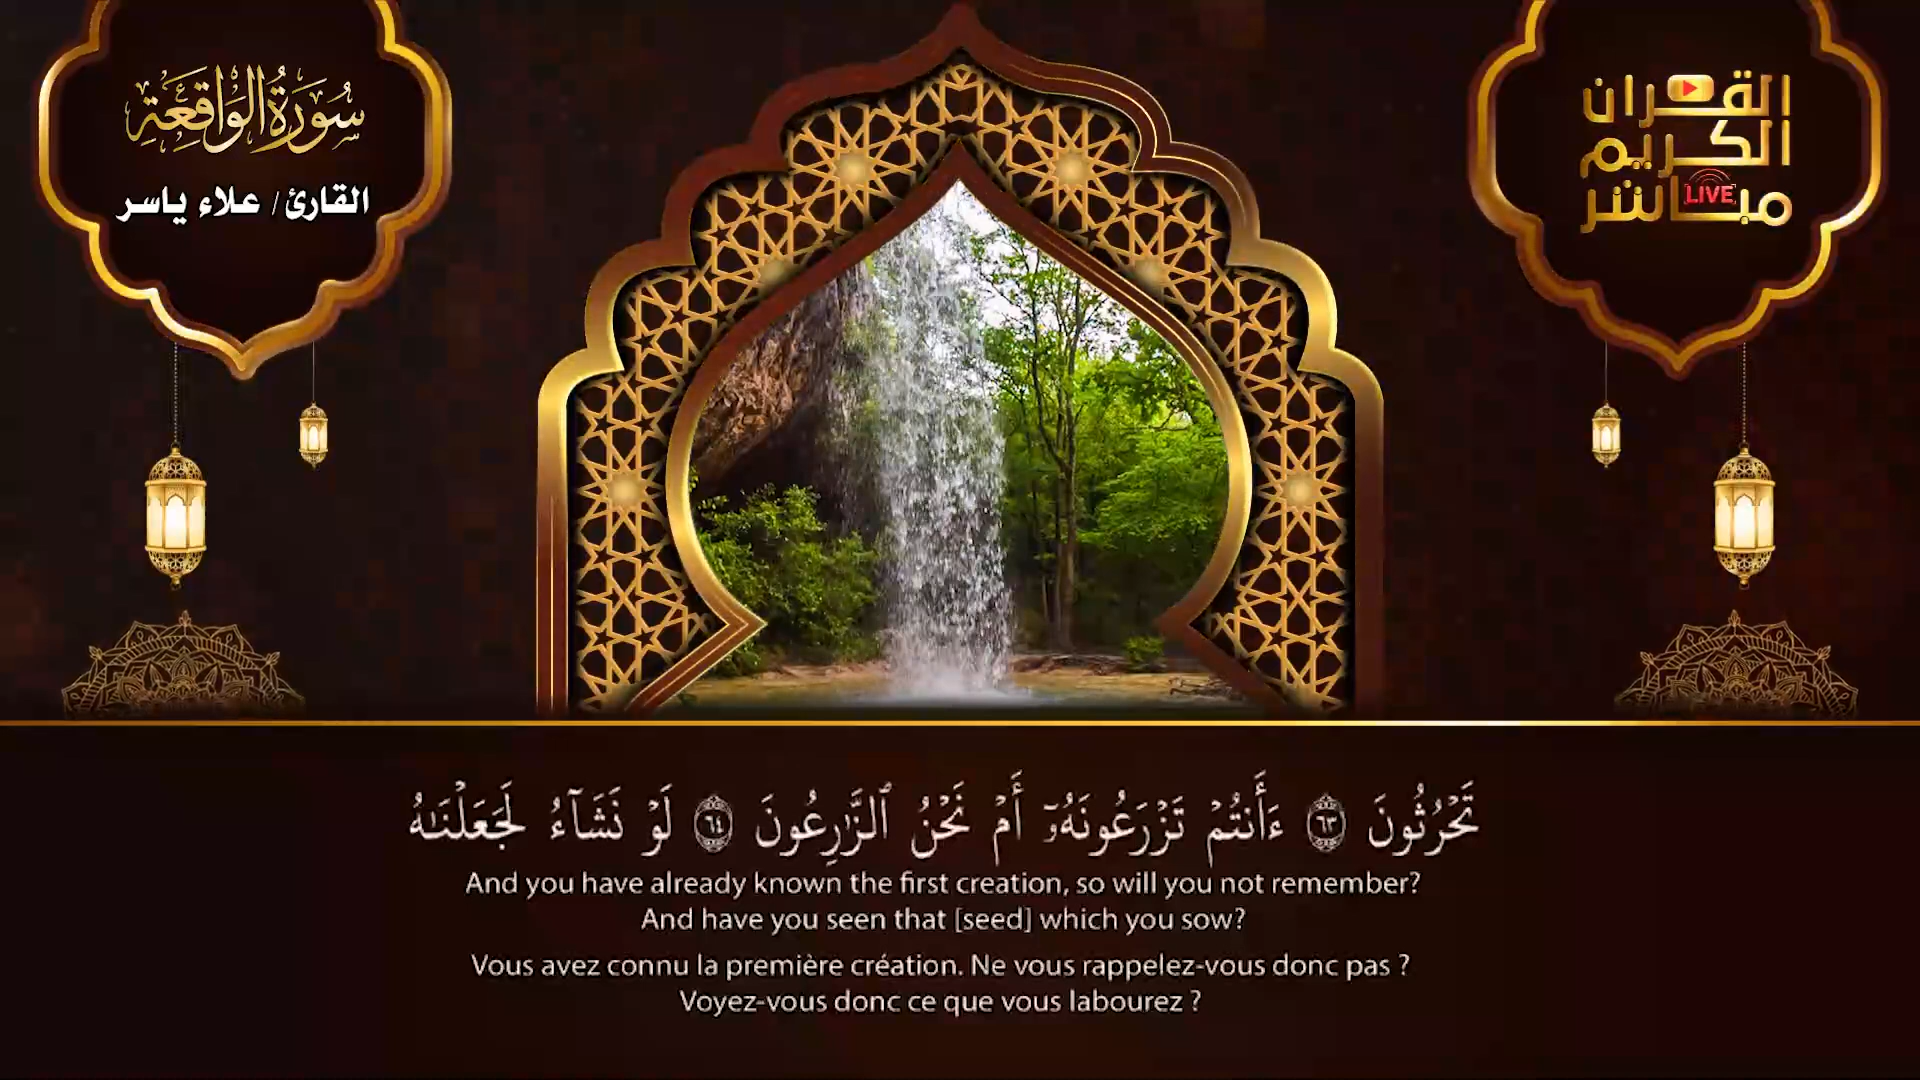 سُورَةُ الْوَاقِعَةِ
القارئ / علاء ياسر
القران
الكريم
مباشر
LIVE
تَحْرُثُونَ ٦٣ ءَأَنتُمْ تَزْرَعُونَهُۥٓ أَمْ نَحْنُ ٱلزَّٰرِعُونَ ٦٤ لَوْ نَشَآءُ لَجَعَلْنَٰهُ
And you have already known the first creation, so will you not remember?
And have you seen that [seed] which you sow?
Vous avez connu la première création. Ne vous rappelez-vous donc pas ?
Voyez-vous donc ce que vous labourez ?